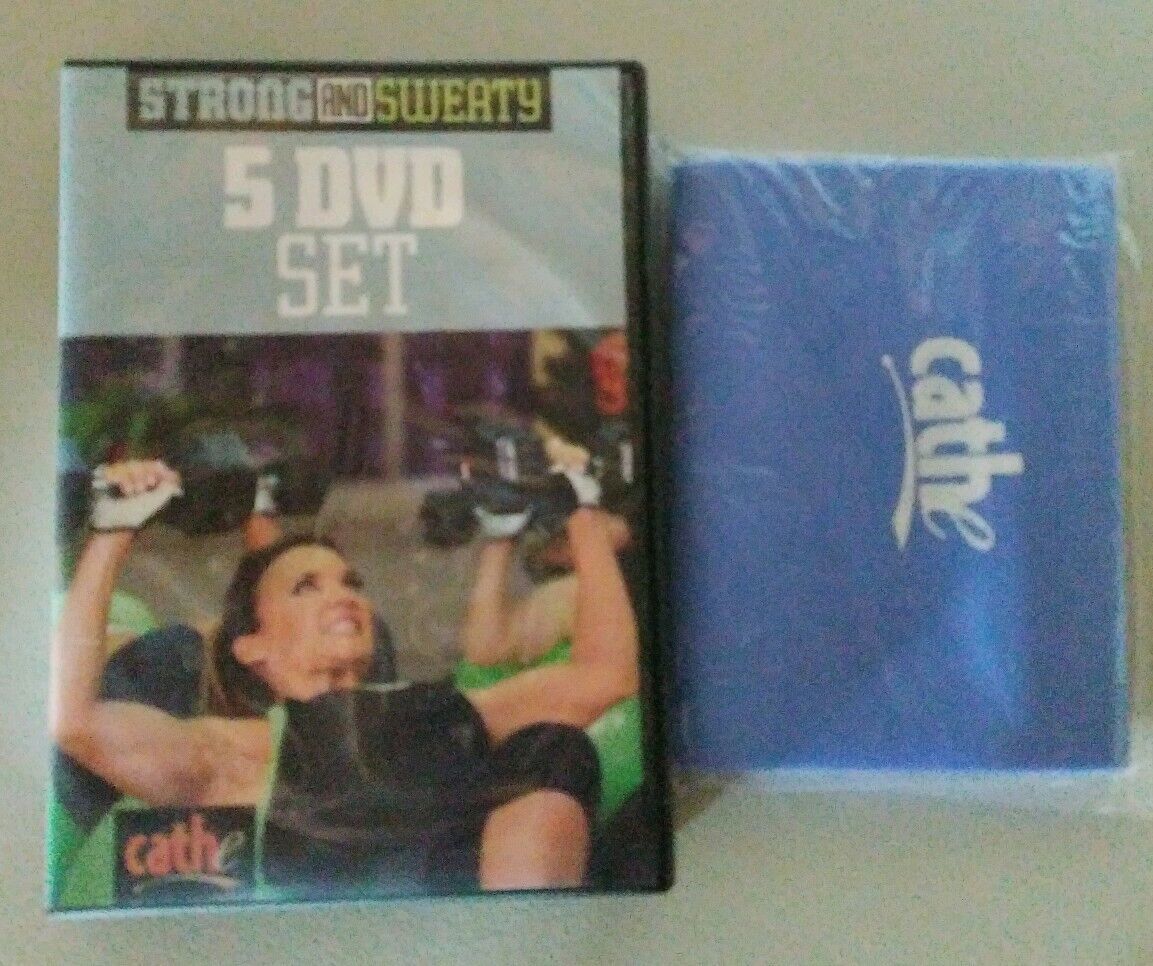 STRONG AND SWEATY
5 DVD
SET
cathe
cathe